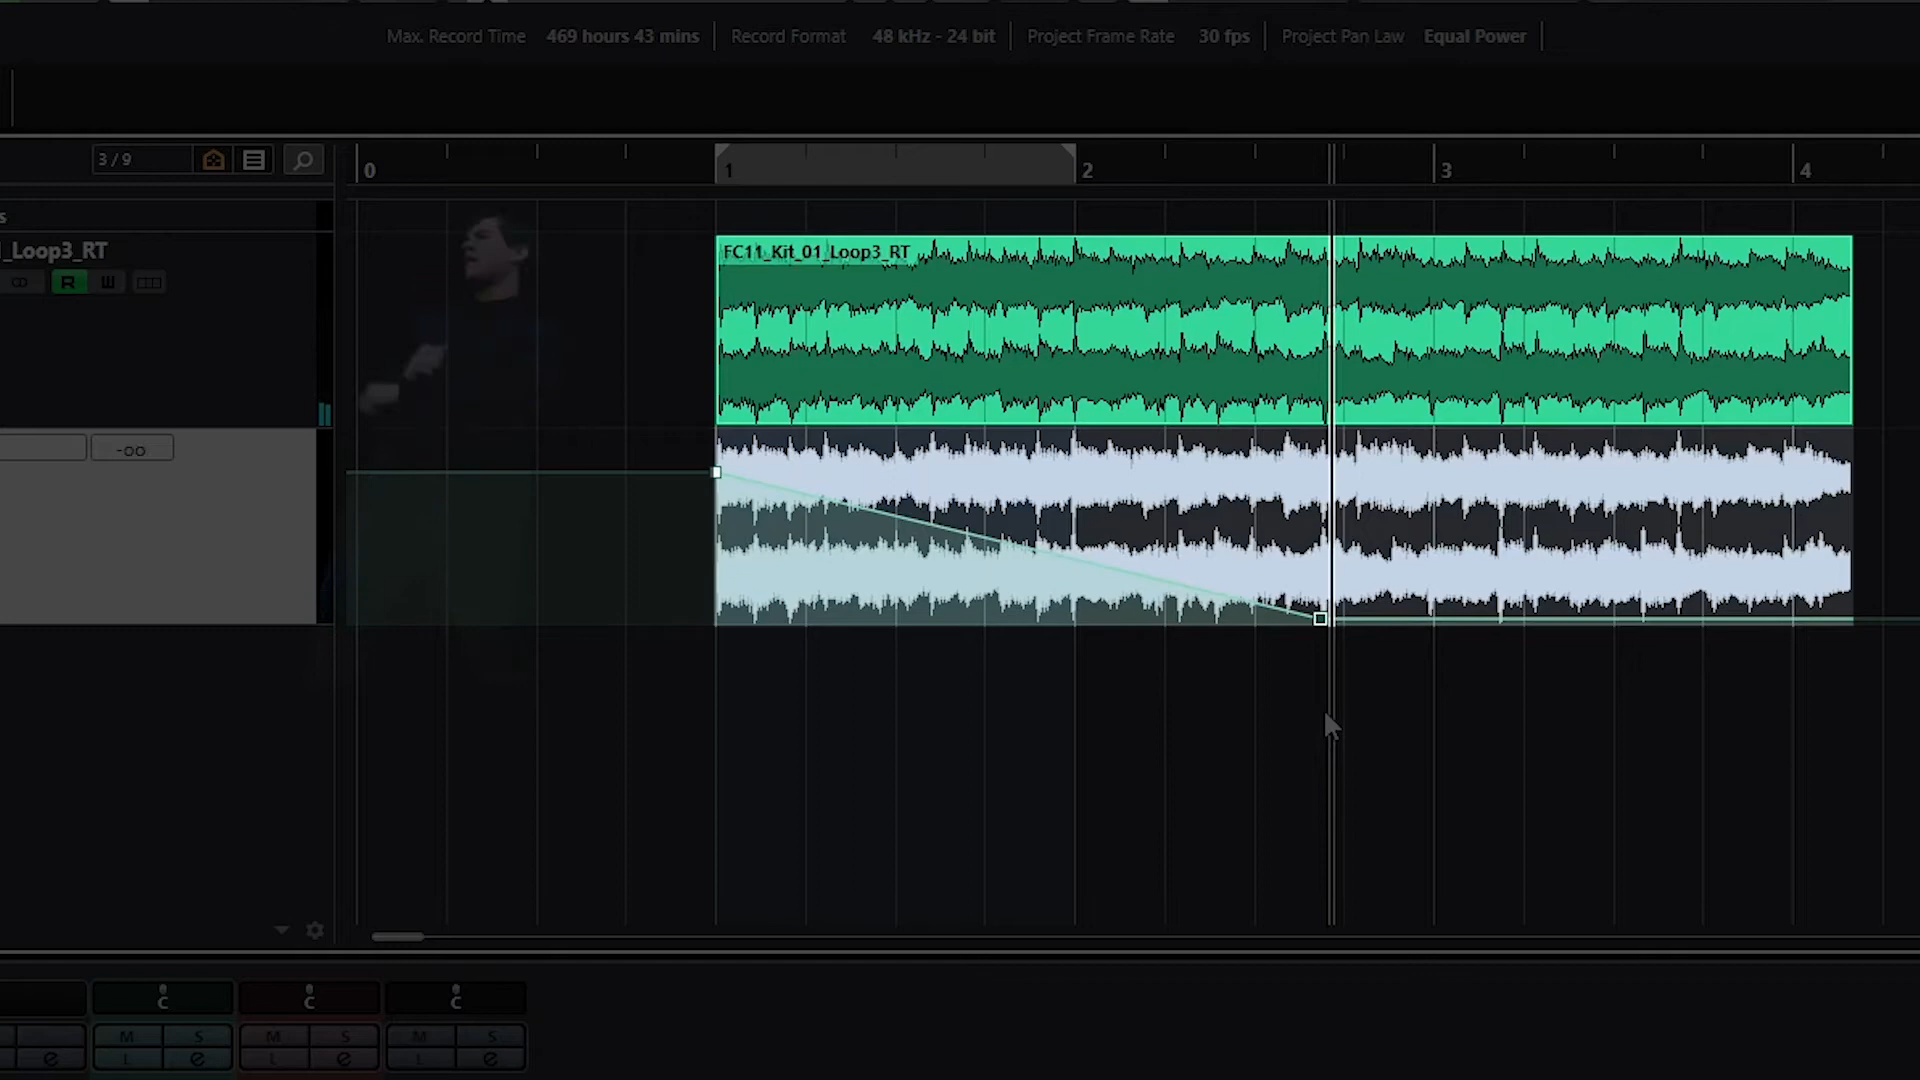 Max. Record Time 469 hours 43 mins Record Format 48 kHz - 24 bit Project Frame Rate 30 fps Project Pan Law Equal Power
3 / 9
0 1 2 3 4
s
_Loop3_RT
FC11_Kit_01_Loop3_RT
R W
-oo
C C C
M S M S M S
e L e L e L e